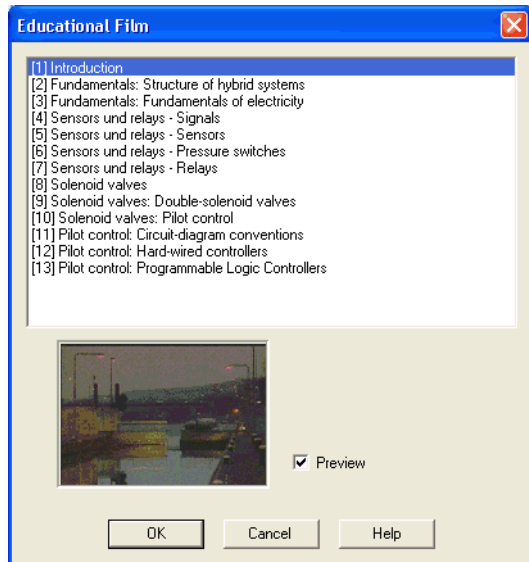 Educational Film
[1] Introduction
[2] Fundamentals: Structure of hybrid systems
[3] Fundamentals: Fundamentals of electricity
[4] Sensors und relays - Signals
[5] Sensors und relays - Sensors
[6] Sensors und relays - Pressure switches
[7] Sensors und relays - Relays
[8] Solenoid valves
[9] Solenoid valves: Double-solenoid valves
[10] Solenoid valves: Pilot control
[11] Pilot control: Circuit-diagram conventions
[12] Pilot control: Hard-wired controllers
[13] Pilot control: Programmable Logic Controllers
Preview
OK Cancel Help